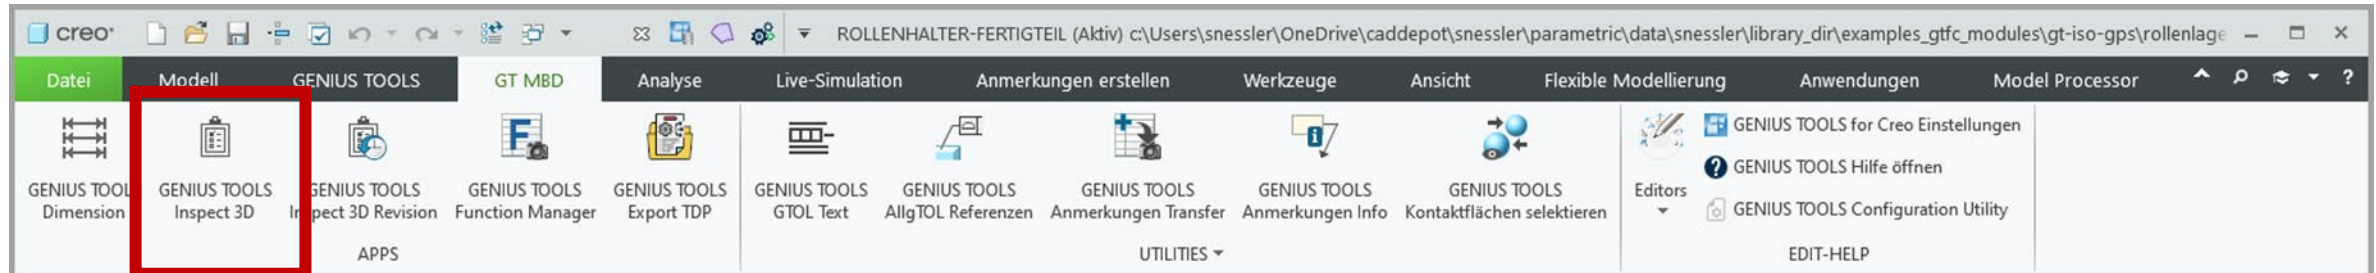 creo
ROLLENHALTER-FERTIGTEIL (Aktiv) c:\Users\snessler\OneDrive\caddepot\snessler\parametric\data\snessler\library_dir\examples_gtfc_modules\gt-iso-gps\rollenlage
Datei Modell GENIUS TOOLS GT MBD Analyse Live-Simulation Anmerkungen erstellen Werkzeuge Ansicht Flexible Modellierung Anwendungen Model Processor
GENIUS TOOL
Dimension
GENIUS TOOLS
Inspect 3D
GENIUS TOOLS
Inspect 3D Revision
GENIUS TOOLS
Function Manager
GENIUS TOOLS
Export TDP
APPS
GENIUS TOOLS
GTOL Text
GENIUS TOOLS
AllgTOL Referenzen
GENIUS TOOLS
Anmerkungen Transfer
GENIUS TOOLS
Anmerkungen Info
GENIUS TOOLS
Kontaktflächen selektieren
UTILITIES
Editors
GENIUS TOOLS for Creo Einstellungen
GENIUS TOOLS Hilfe öffnen
GENIUS TOOLS Configuration Utility
EDIT-HELP